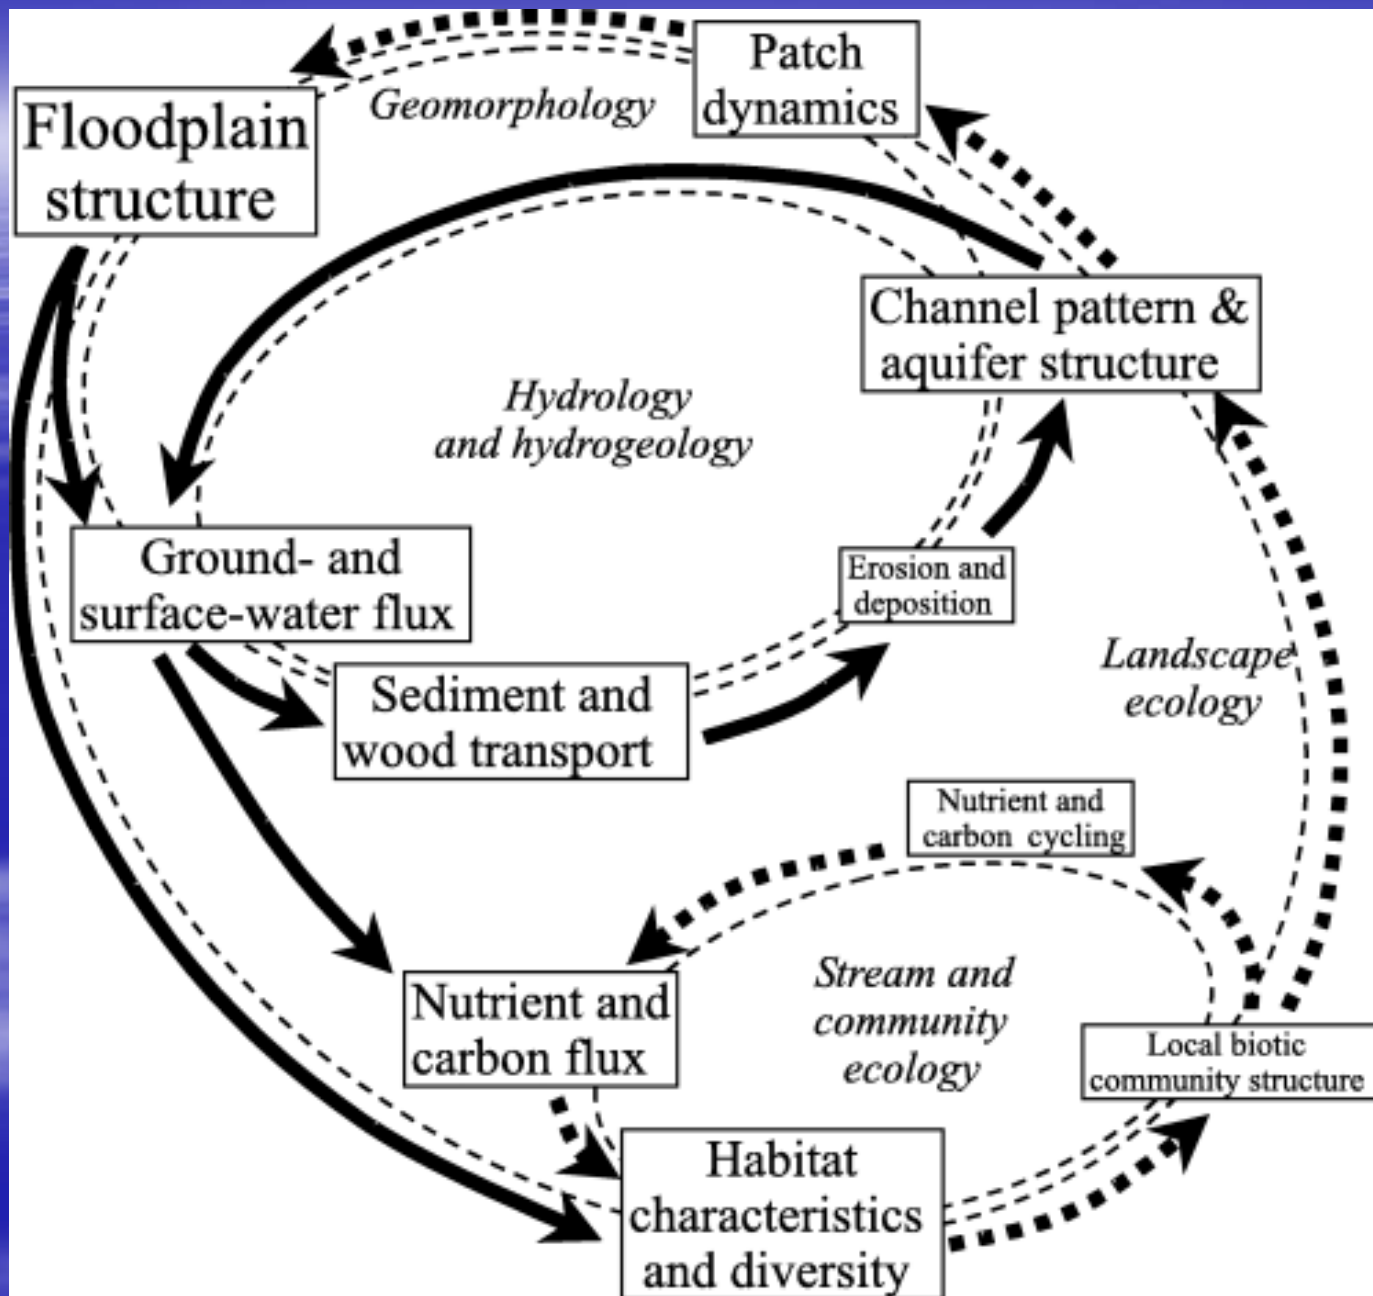 Patch
dynamics
Geomorphology
Floodplain
structure
Channel pattern &
aquifer structure
Hydrology
and hydrogeology
Ground- and
surface-water flux
Erosion and
deposition
Sediment and
wood transport
Landscape
ecology
Nutrient and
carbon cycling
Nutrient and
carbon flux
Stream and
community
ecology
Local biotic
community structure
Habitat
characteristics
and diversity